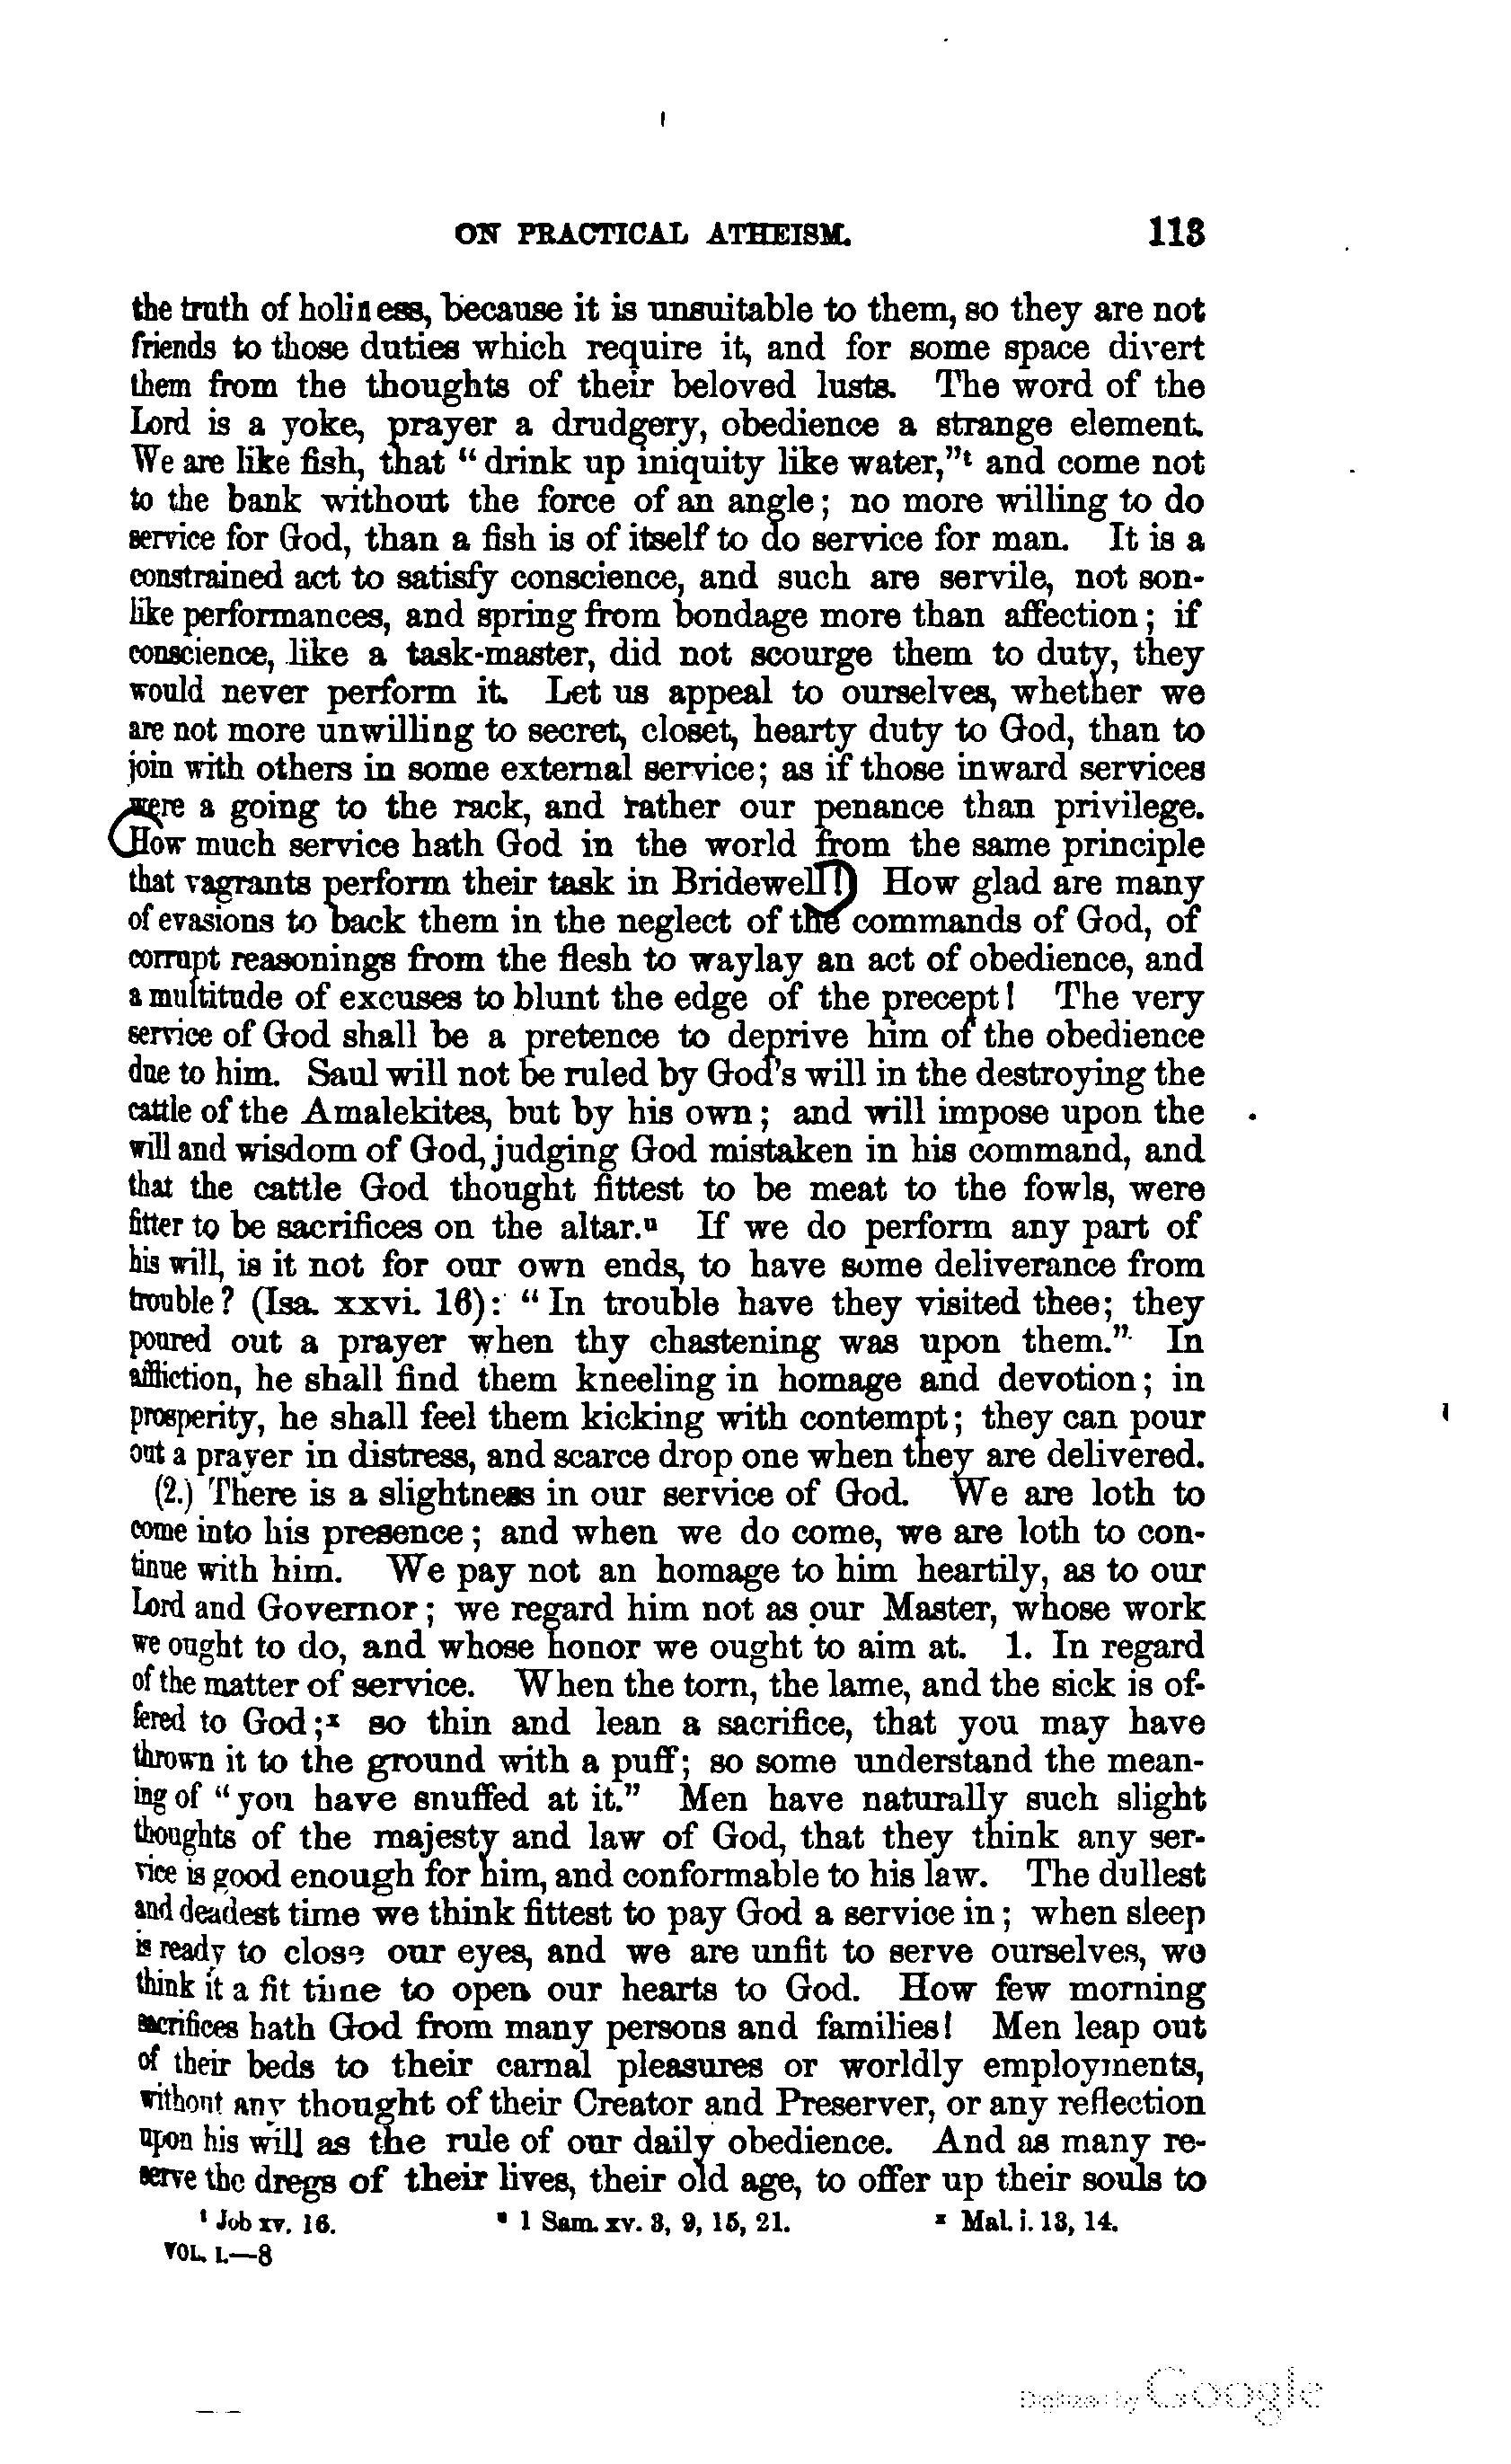 ON PRACTICAL ATHEISM. 113
the truth of holiness, because it is unsuitable to them, so they are not
friends to those duties which require it, and for some space divert
them from the thoughts of their beloved lusts. The word of the
Lord is a yoke, prayer a drudgery, obedience a strange element.
We are like fish, that “drink up iniquity like water,”ᵗ and come not
to the bank without the force of an angle; no more willing to do
service for God, than a fish is of itself to do service for man. It is a
constrained act to satisfy conscience, and such are servile, not son-
like performances, and spring from bondage more than affection; if
conscience, like a task-master, did not scourge them to duty, they
would never perform it. Let us appeal to ourselves, whether we
are not more unwilling to secret, closet, hearty duty to God, than to
join with others in some external service; as if those inward services
were a going to the rack, and rather our penance than privilege.
How much service hath God in the world from the same principle
that vagrants perform their task in Bridewell! How glad are many
of evasions to back them in the neglect of the commands of God, of
corrupt reasonings from the flesh to waylay an act of obedience, and
a multitude of excuses to blunt the edge of the precept! The very
service of God shall be a pretence to deprive him of the obedience
due to him. Saul will not be ruled by God's will in the destroying the
cattle of the Amalekites, but by his own; and will impose upon the
will and wisdom of God, judging God mistaken in his command, and
that the cattle God thought fittest to be meat to the fowls, were
fitter to be sacrifices on the altar.ᵘ If we do perform any part of
his will, is it not for our own ends, to have some deliverance from
trouble? (Isa. xxvi. 16): “In trouble have they visited thee; they
poured out a prayer when thy chastening was upon them.” In
affliction, he shall find them kneeling in homage and devotion; in
prosperity, he shall feel them kicking with contempt; they can pour
out a prayer in distress, and scarce drop one when they are delivered.
(2.) There is a slightness in our service of God. We are loth to
come into his presence; and when we do come, we are loth to con-
tinue with him. We pay not an homage to him heartily, as to our
Lord and Governor; we regard him not as our Master, whose work
we ought to do, and whose honor we ought to aim at. 1. In regard
of the matter of service. When the torn, the lame, and the sick is of-
fered to God;ˣ so thin and lean a sacrifice, that you may have
thrown it to the ground with a puff; so some understand the mean-
ing of “you have snuffed at it.” Men have naturally such slight
thoughts of the majesty and law of God, that they think any ser-
vice is good enough for him, and conformable to his law. The dullest
and deadest time we think fittest to pay God a service in; when sleep
is ready to close our eyes, and we are unfit to serve ourselves, we
think it a fit time to open our hearts to God. How few morning
sacrifices hath God from many persons and families! Men leap out
of their beds to their carnal pleasures or worldly employments,
without any thought of their Creator and Preserver, or any reflection
upon his will as the rule of our daily obedience. And as many re-
serve the dregs of their lives, their old age, to offer up their souls to
ᵗ Job xv. 16. ᵘ 1 Sam. xv. 3, 9, 15, 21. ˣ Mal. i. 13, 14.
VOL. I.—8
Digitized by Google